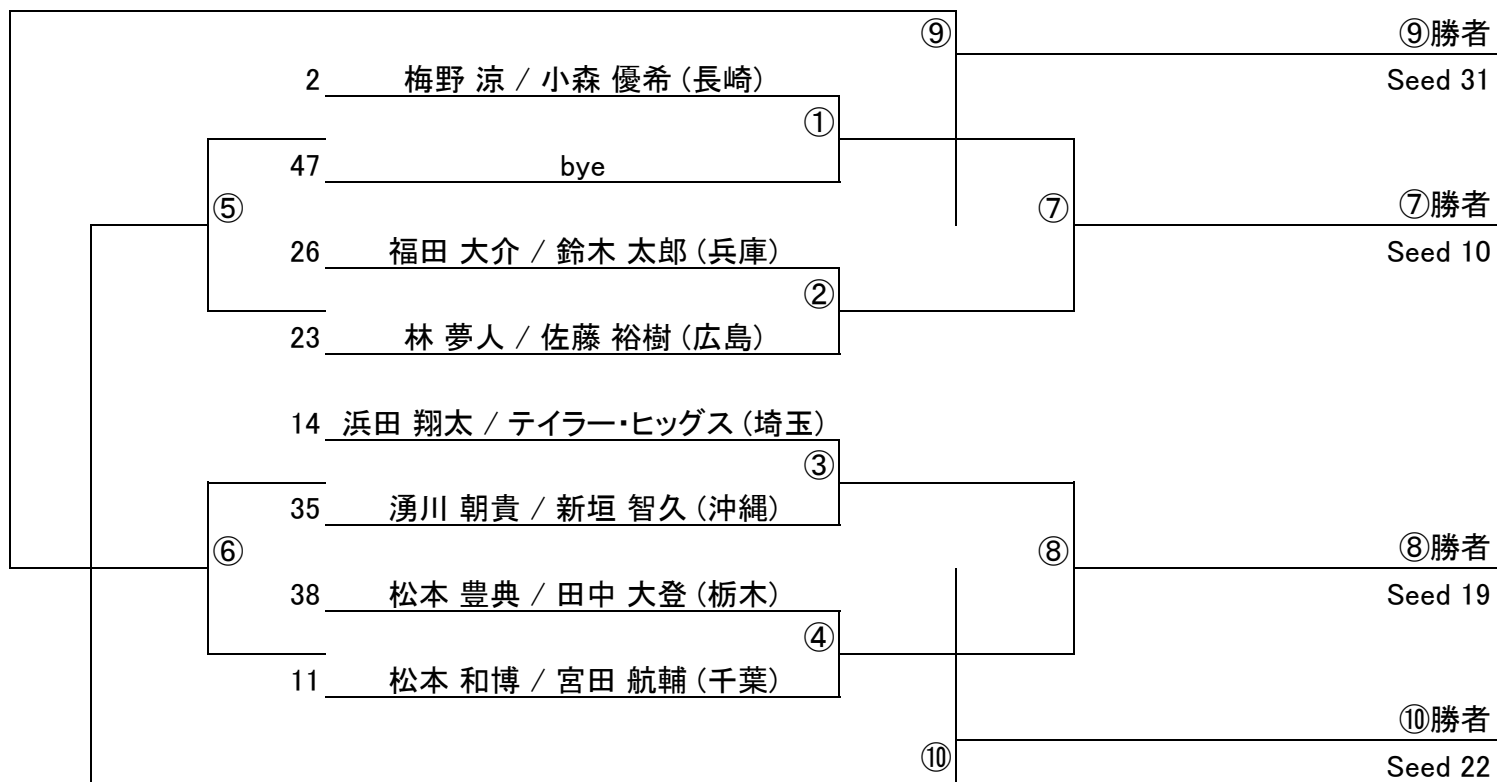 ⑨ ⑨勝者
2 梅野 涼 / 小森 優希 (長崎) Seed 31
①
47 bye
⑤ ⑦ ⑦勝者
26 福田 大介 / 鈴木 太郎 (兵庫) Seed 10
②
23 林 夢人 / 佐藤 裕樹 (広島)
14 浜田 翔太 / テイラー・ヒッグス (埼玉)
③
35 湧川 朝貴 / 新垣 智久 (沖縄)
⑥ ⑧ ⑧勝者
38 松本 豊典 / 田中 大登 (栃木) Seed 19
④
11 松本 和博 / 宮田 航輔 (千葉)
⑩勝者
⑩ Seed 22